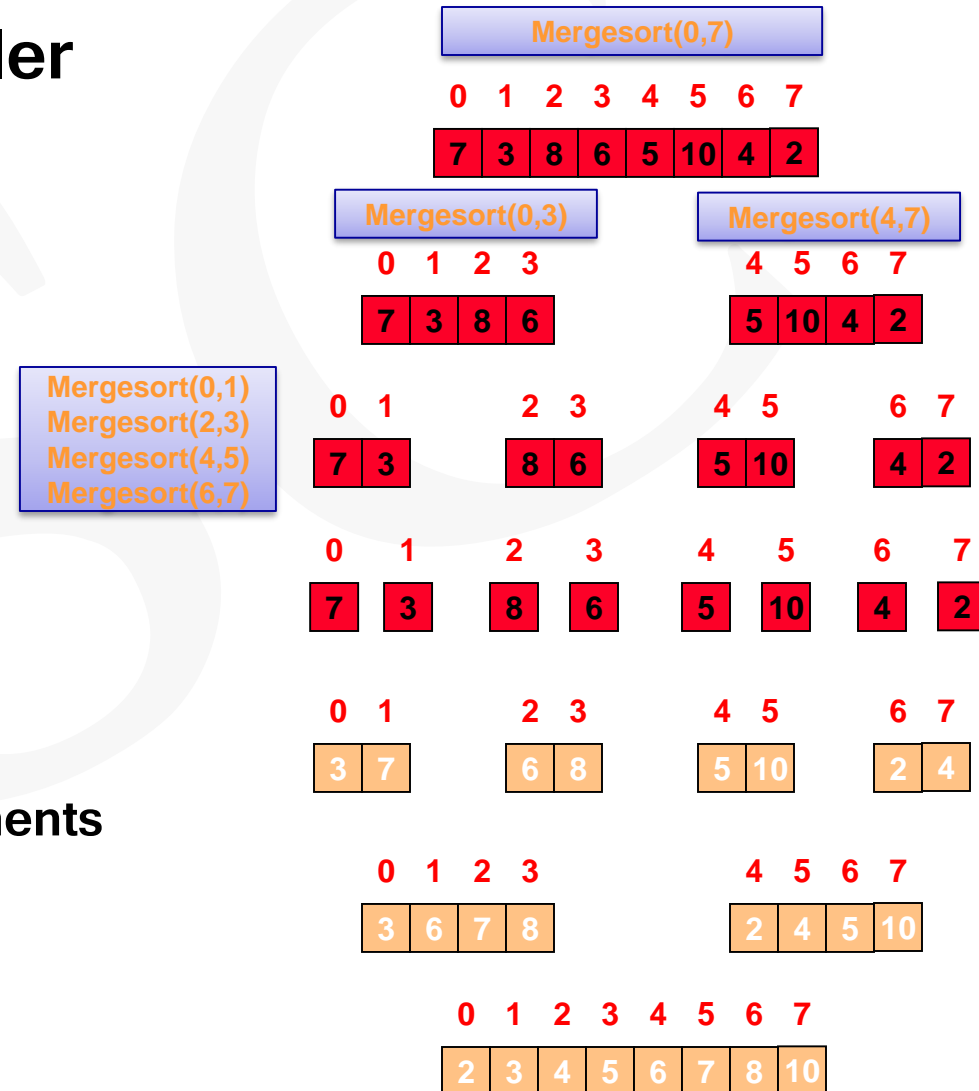 Mergesort(0,7)
0 1 2 3 4 5 6 7
7 3 8 6 5 10 4 2
Mergesort(0,3) Mergesort(4,7)
0 1 2 3 4 5 6 7
7 3 8 6 5 10 4 2
Mergesort(0,1)
Mergesort(2,3)
Mergesort(4,5)
Mergesort(6,7)
0 1 2 3 4 5 6 7
7 3 8 6 5 10 4 2
0 1 2 3 4 5 6 7
7 3 8 6 5 10 4 2
0 1 2 3 4 5 6 7
3 7 6 8 5 10 2 4
0 1 2 3 4 5 6 7
3 6 7 8 2 4 5 10
0 1 2 3 4 5 6 7
2 3 4 5 6 7 8 10